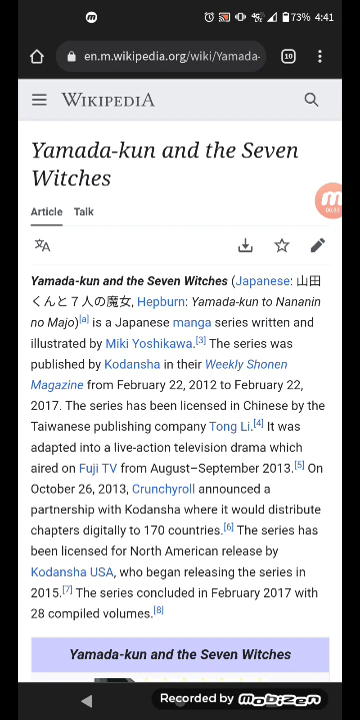 73% 4:41
en.m.wikipedia.org/wiki/Yamada-
10
WIKIPEDIA
Yamada-kun and the Seven
Witches
Article Talk
Yamada-kun and the Seven Witches (Japanese: 山田
くんと７人の魔女, Hepburn: Yamada-kun to Nananin
no Majo)[a] is a Japanese manga series written and
illustrated by Miki Yoshikawa.[3] The series was
published by Kodansha in their Weekly Shonen
Magazine from February 22, 2012 to February 22,
2017. The series has been licensed in Chinese by the
Taiwanese publishing company Tong Li.[4] It was
adapted into a live-action television drama which
aired on Fuji TV from August–September 2013.[5] On
October 26, 2013, Crunchyroll announced a
partnership with Kodansha where it would distribute
chapters digitally to 170 countries.[6] The series has
been licensed for North American release by
Kodansha USA, who began releasing the series in
2015.[7] The series concluded in February 2017 with
28 compiled volumes.[8]
Yamada-kun and the Seven Witches
Recorded by Mobizen